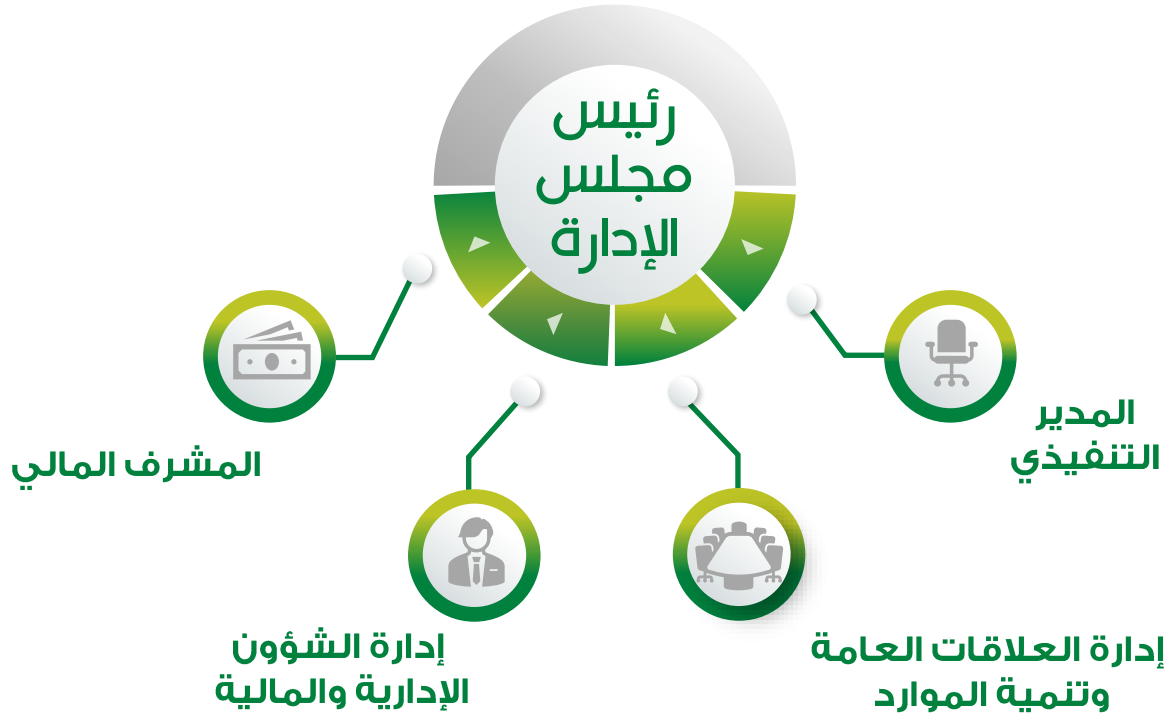 رئيس
مجلس
الإدارة
المدير
التنفيذي
إدارة العلاقات العامة
وتنمية الموارد
إدارة الشؤون
الإدارية والمالية
المشرف المالي